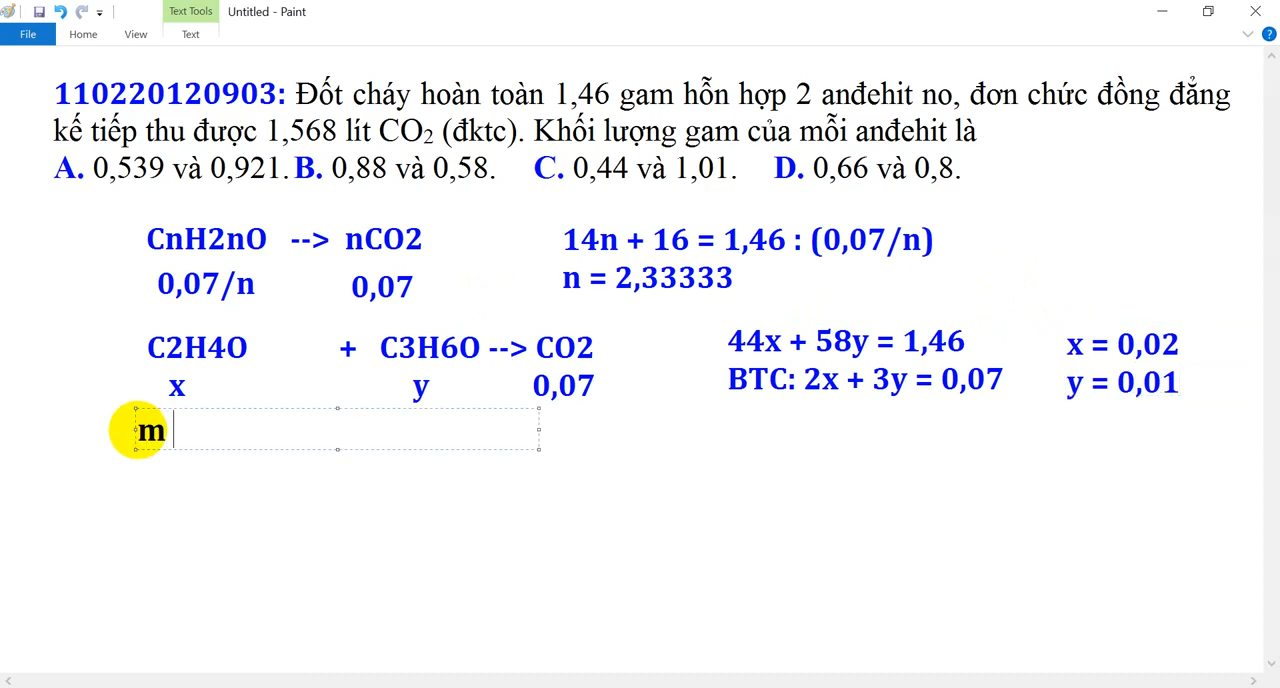 Text Tools
Untitled - Paint
File
Home
View
Text
110220120903: Đốt cháy hoàn toàn 1,46 gam hỗn hợp 2 anđehit no, đơn chức đồng đẳng
kế tiếp thu được 1,568 lít CO2 (đktc). Khối lượng gam của mỗi anđehit là
A. 0,539 và 0,921. B. 0,88 và 0,58. C. 0,44 và 1,01. D. 0,66 và 0,8.
CnH2nO --> nCO2
0,07/n 0,07
14n + 16 = 1,46 : (0,07/n)
n = 2,33333
C2H4O + C3H6O --> CO2
x y 0,07
44x + 58y = 1,46
BTC: 2x + 3y = 0,07
x = 0,02
y = 0,01
m